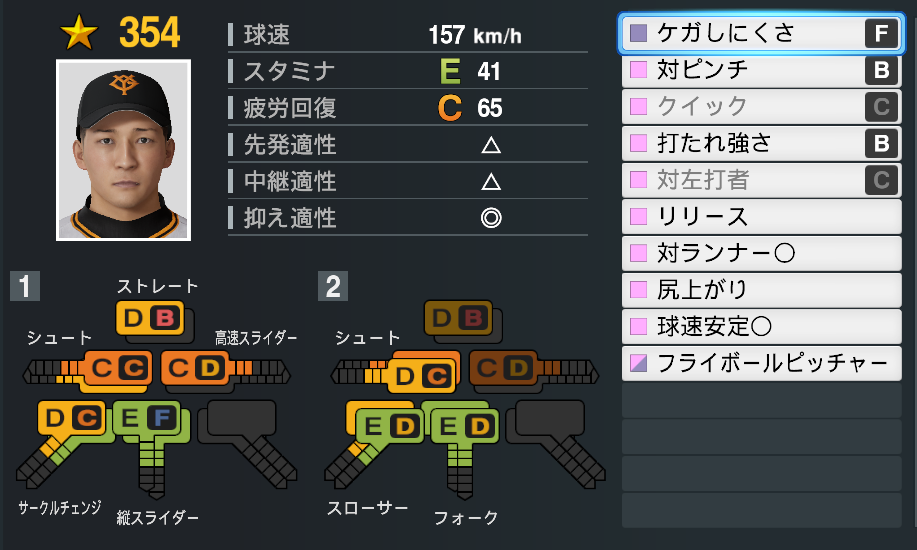 ★ 354
YG
球速 157 km/h
スタミナ E 41
疲労回復 C 65
先発適性 △
中継適性 △
抑え適性 ◎
1
ストレート
D B
シュート
高速スライダー
C C
C D
D C
E F
サークルチェンジ
縦スライダー
2
D B
シュート
D C
C D
E D
E D
スローサー
フォーク
ケガしにくさ F
対ピンチ B
クイック C
打たれ強さ B
対左打者 C
リリース
対ランナー〇
尻上がり
球速安定〇
フライボールピッチャー